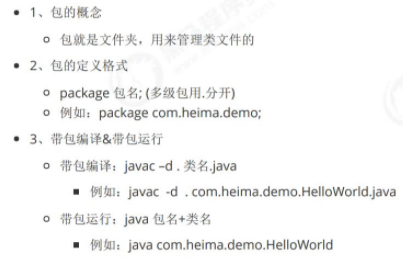 1、包的概念
包就是文件夹，用来管理类文件的
2、包的定义格式
package 包名; (多级包用.分开)
例如：package com.heima.demo;
3、带包编译&带包运行
带包编译：javac –d . 类名.java
例如：javac -d . com.heima.demo.HelloWorld.java
带包运行：java 包名+类名
例如：java com.heima.demo.HelloWorld